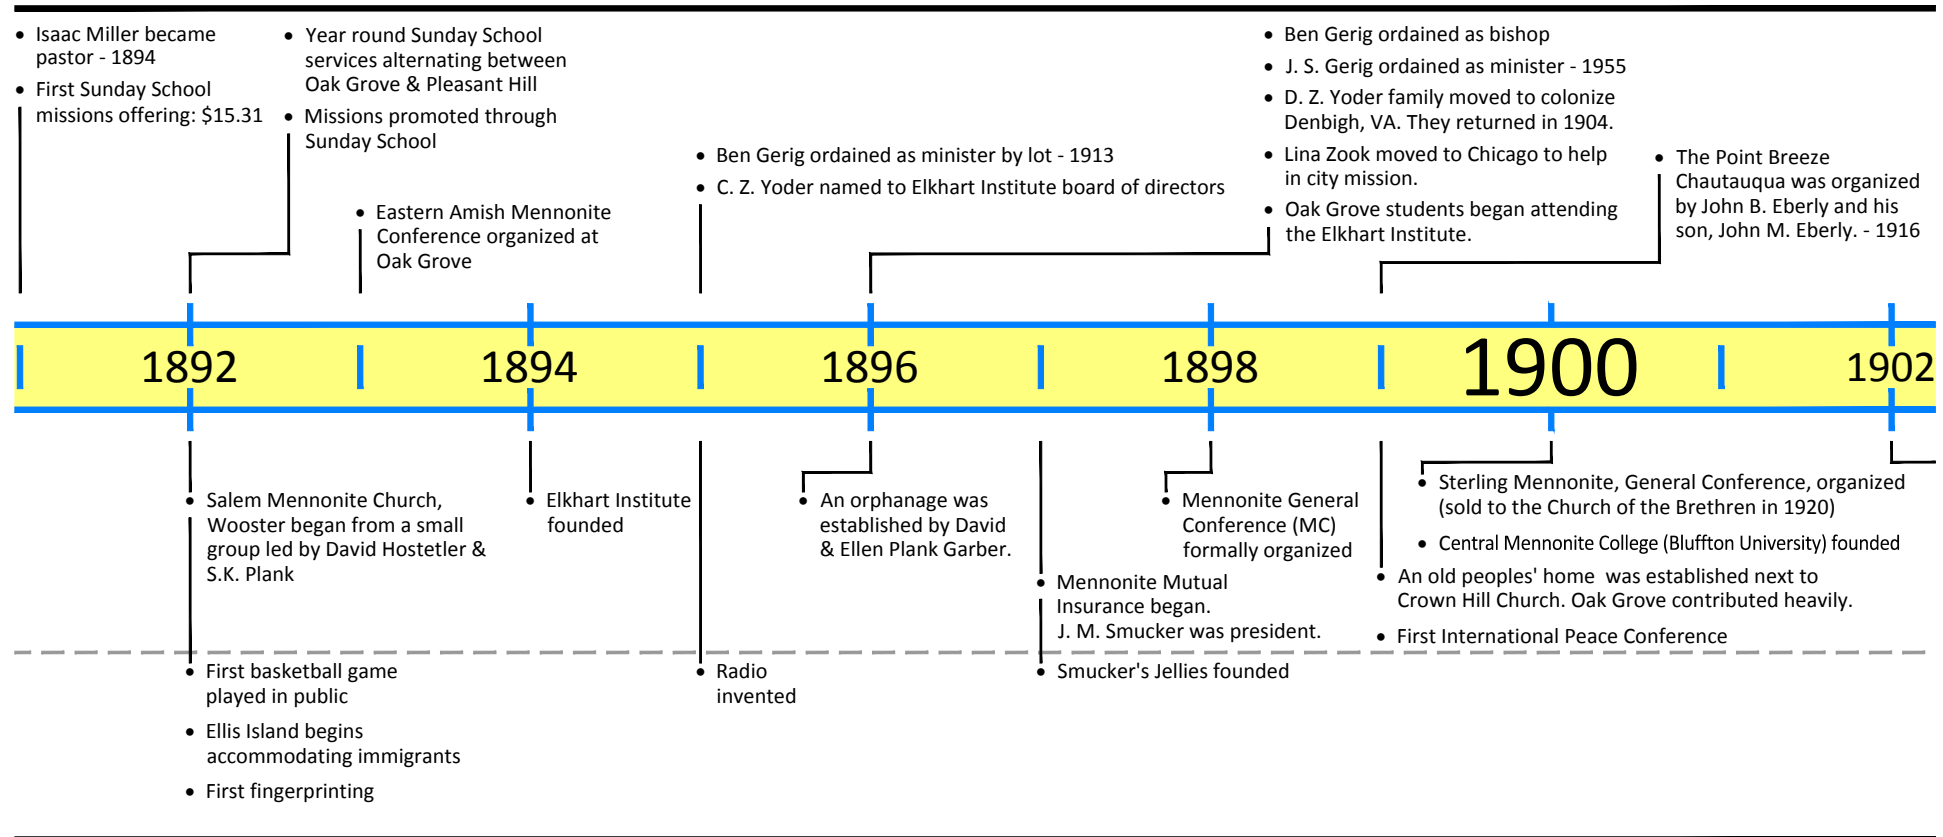 • Isaac Miller became
pastor - 1894
• First Sunday School
missions offering: $15.31
• Year round Sunday School
services alternating between
Oak Grove & Pleasant Hill
• Missions promoted through
Sunday School
• Eastern Amish Mennonite
Conference organized at
Oak Grove
• Ben Gerig ordained as minister by lot - 1913
• C. Z. Yoder named to Elkhart Institute board of directors
• Ben Gerig ordained as bishop
• J. S. Gerig ordained as minister - 1955
• D. Z. Yoder family moved to colonize
Denbigh, VA. They returned in 1904.
• Lina Zook moved to Chicago to help
in city mission.
• Oak Grove students began attending
the Elkhart Institute.
• The Point Breeze
Chautauqua was organized
by John B. Eberly and his
son, John M. Eberly. - 1916
1892
1894
1896
1898
1900
1902
• Salem Mennonite Church,
Wooster began from a small
group led by David Hostetler &
S.K. Plank
• Elkhart Institute
founded
• An orphanage was
established by David
& Ellen Plank Garber.
• Mennonite General
Conference (MC)
formally organized
• Sterling Mennonite, General Conference, organized
(sold to the Church of the Brethren in 1920)
• Central Mennonite College (Bluffton University) founded
• Mennonite Mutual
Insurance began.
J. M. Smucker was president.
• An old peoples' home was established next to
Crown Hill Church. Oak Grove contributed heavily.
• First International Peace Conference
• First basketball game
played in public
• Ellis Island begins
accommodating immigrants
• First fingerprinting
• Radio
invented
• Smucker's Jellies founded